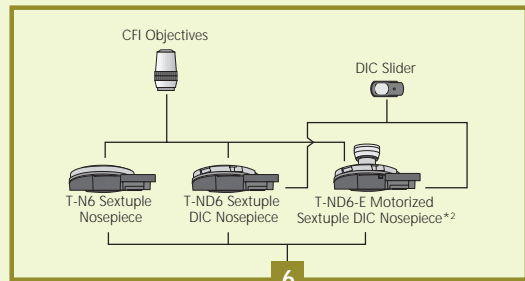 CFI Objectives
DIC Slider
T-N6 Sextuple
Nosepiece
T-ND6 Sextuple
DIC Nosepiece
T-ND6-E Motorized
Sextuple DIC Nosepiece*2
6